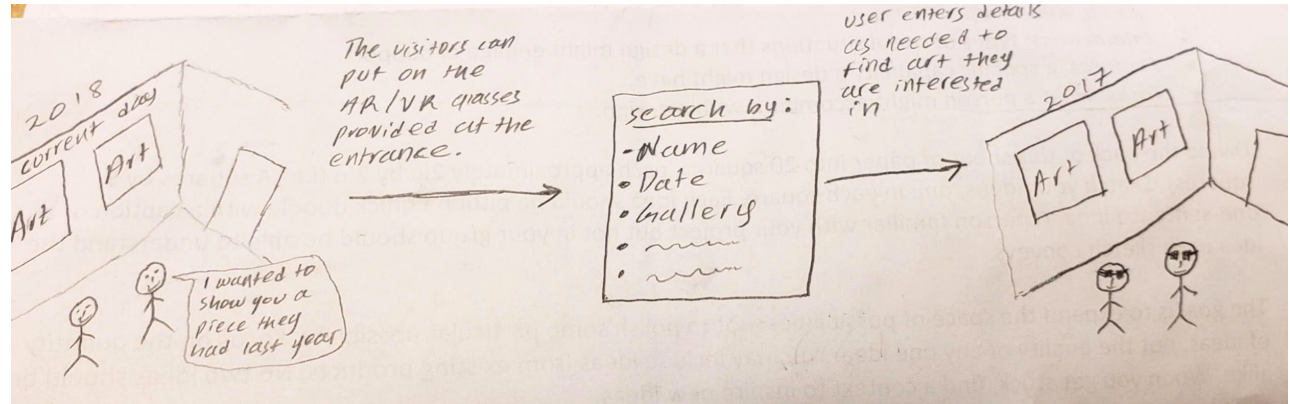 2018
current day
Art
Art
I wanted to
show you a
piece they
had last year
The visitors can
put on the
AR/VR glasses
provided at the
entrance.
search by:
- Name
• Date
• Gallery
user enters details
as needed to
find art they
are interested
in
2017
Art
Art